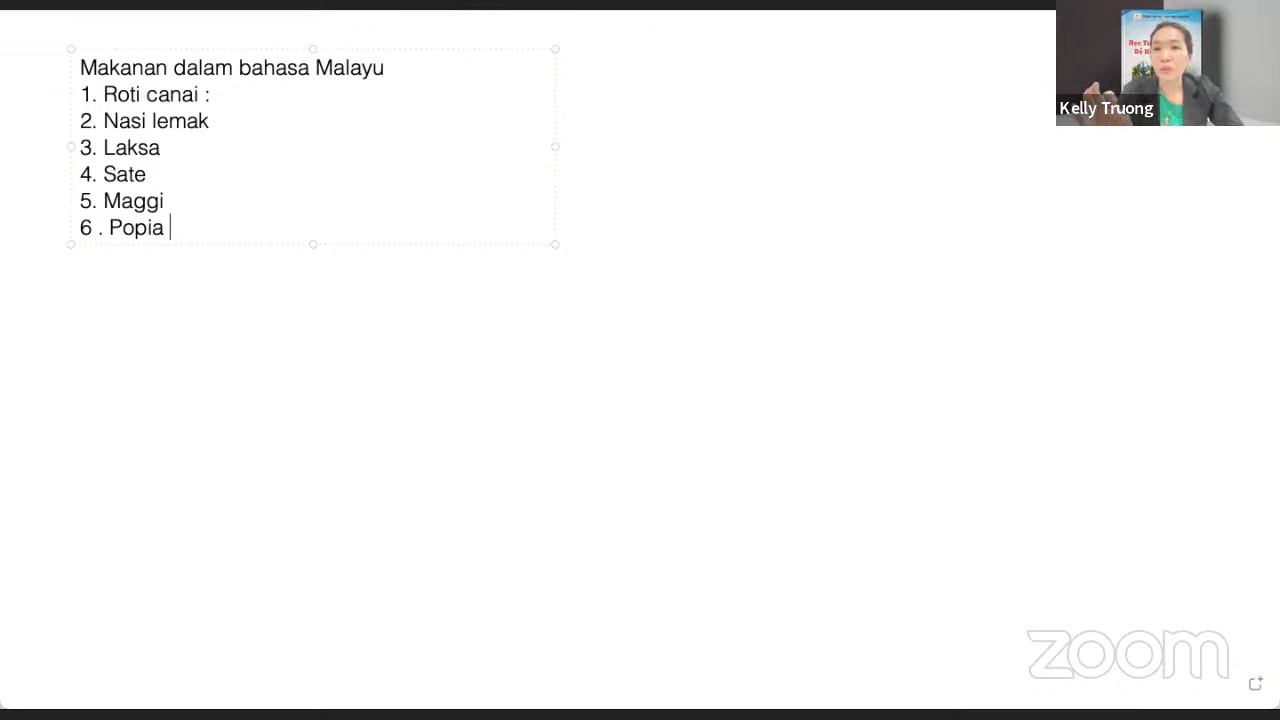 Makanan dalam bahasa Malayu
1. Roti canai :
2. Nasi lemak
3. Laksa
4. Sate
5. Maggi
6 . Popia
Kelly Truong
zoom